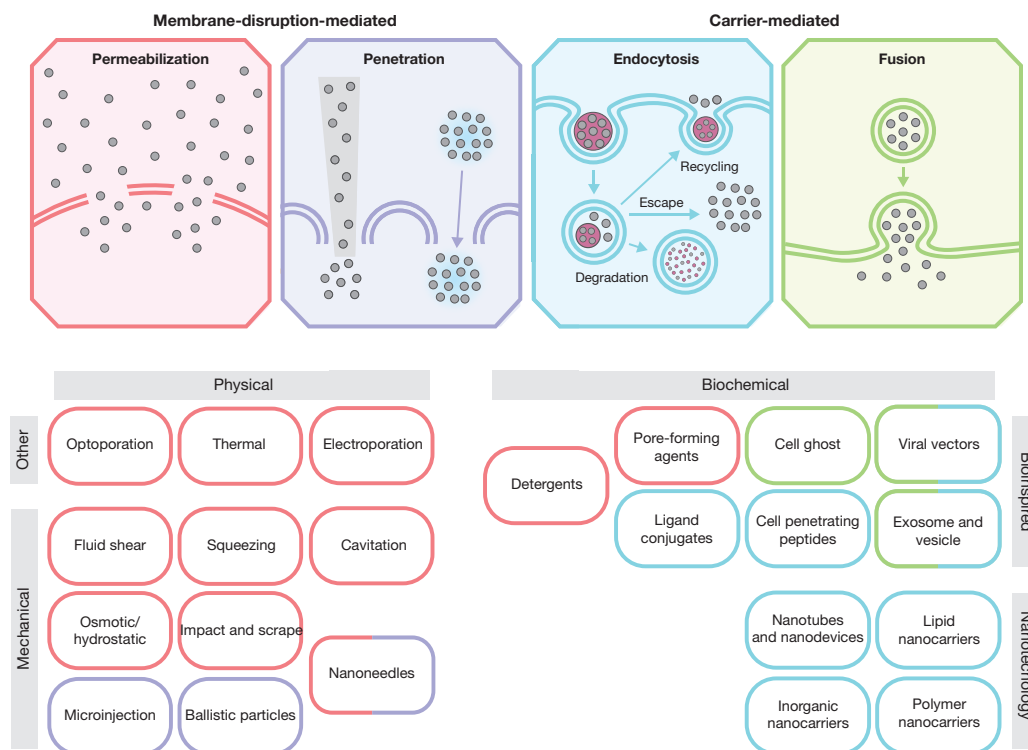 Membrane-disruption-mediated
Carrier-mediated
Permeabilization
Penetration
Endocytosis
Fusion
Recycling
Escape
Degradation
Physical
Biochemical
Other
Optoporation
Thermal
Electroporation
Mechanical
Fluid shear
Squeezing
Cavitation
Osmotic/
hydrostatic
Impact and scrape
Nanoneedles
Microinjection
Ballistic particles
Detergents
Pore-forming
agents
Cell ghost
Viral vectors
Ligand
conjugates
Cell penetrating
peptides
Exosome and
vesicle
Bioinspired
Nanotubes
and nanodevices
Lipid
nanocarriers
Inorganic
nanocarriers
Polymer
nanocarriers
Nanotechnology